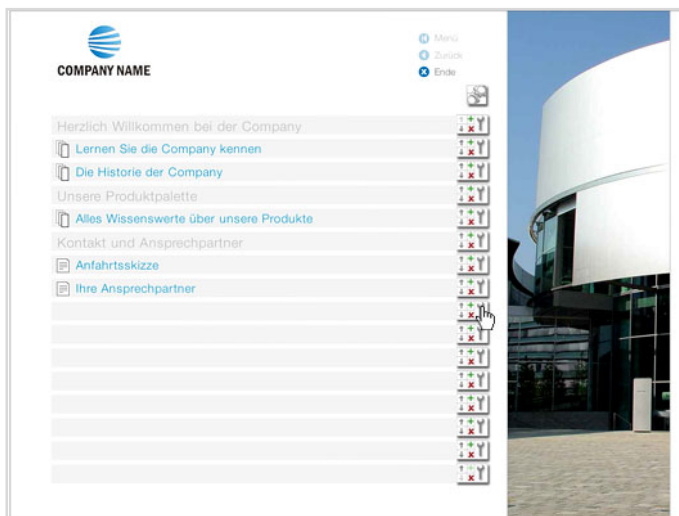 COMPANY NAME
Menü
Zurück
Ende
Herzlich Willkommen bei der Company
Lernen Sie die Company kennen
Die Historie der Company
Unsere Produktpalette
Alles Wissenswerte über unsere Produkte
Kontakt und Ansprechpartner
Anfahrtsskizze
Ihre Ansprechpartner